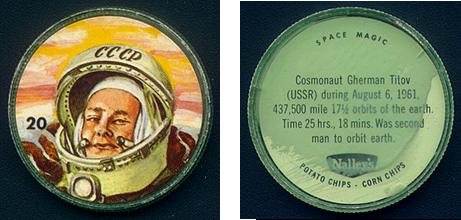 CCCP
20
SPACE MAGIC
Cosmonaut Gherman Titov
(USSR) during August 6, 1961,
437,500 mile 17½ orbits of the earth.
Time 25 hrs., 18 mins. Was second
man to orbit earth.
Nalley's
POTATO CHIPS - CORN CHIPS